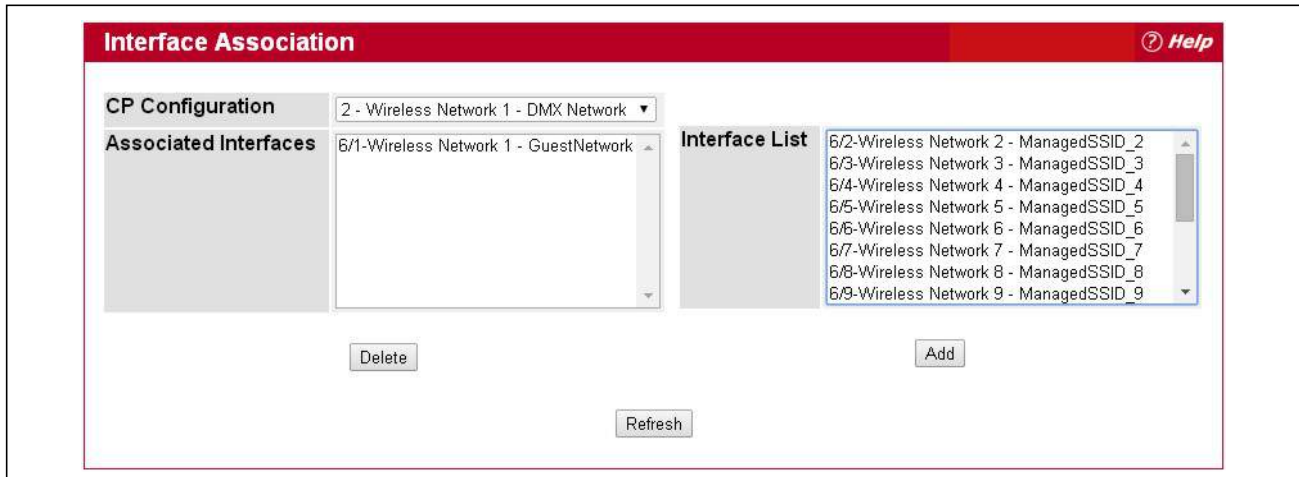 Interface Association
? Help
CP Configuration
2 - Wireless Network 1 - DMX Network
Associated Interfaces
6/1-Wireless Network 1 - GuestNetwork
Interface List
6/2-Wireless Network 2 - ManagedSSID_2
6/3-Wireless Network 3 - ManagedSSID_3
6/4-Wireless Network 4 - ManagedSSID_4
6/5-Wireless Network 5 - ManagedSSID_5
6/6-Wireless Network 6 - ManagedSSID_6
6/7-Wireless Network 7 - ManagedSSID_7
6/8-Wireless Network 8 - ManagedSSID_8
6/9-Wireless Network 9 - ManagedSSID_9
Delete
Add
Refresh